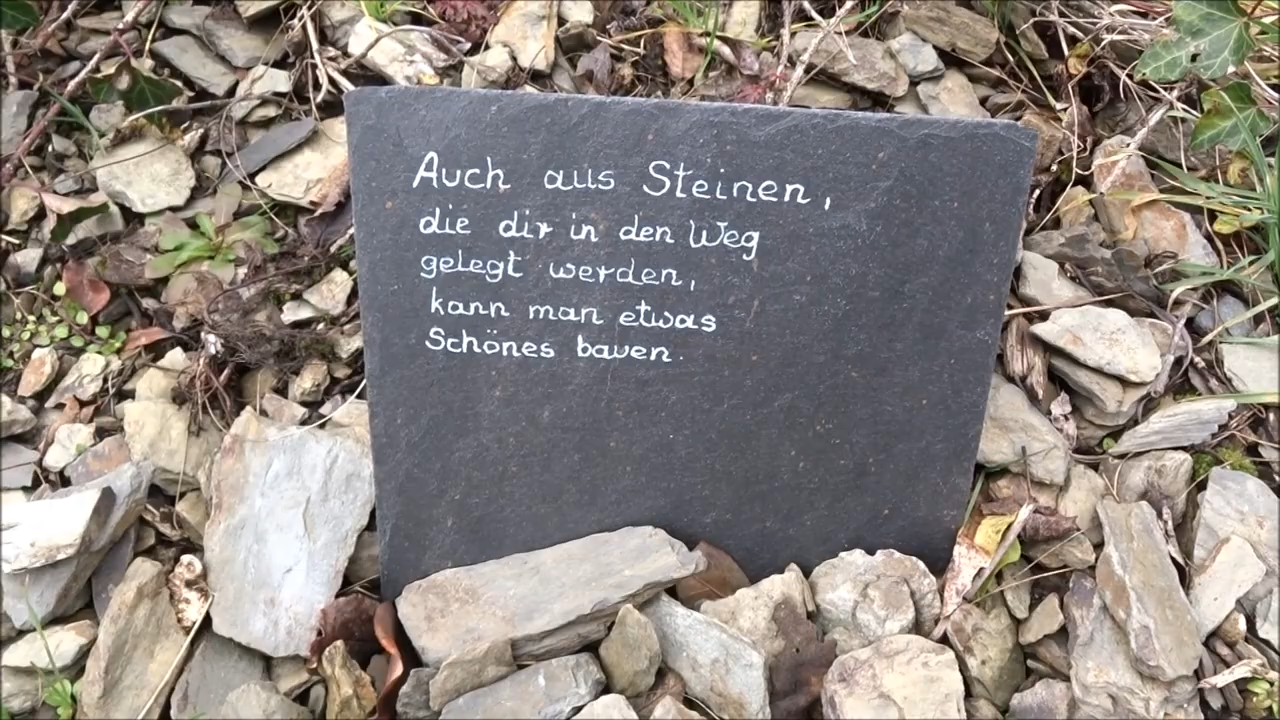 Auch aus Steinen,
die dir in den Weg
gelegt werden,
kann man etwas
Schönes bauen.